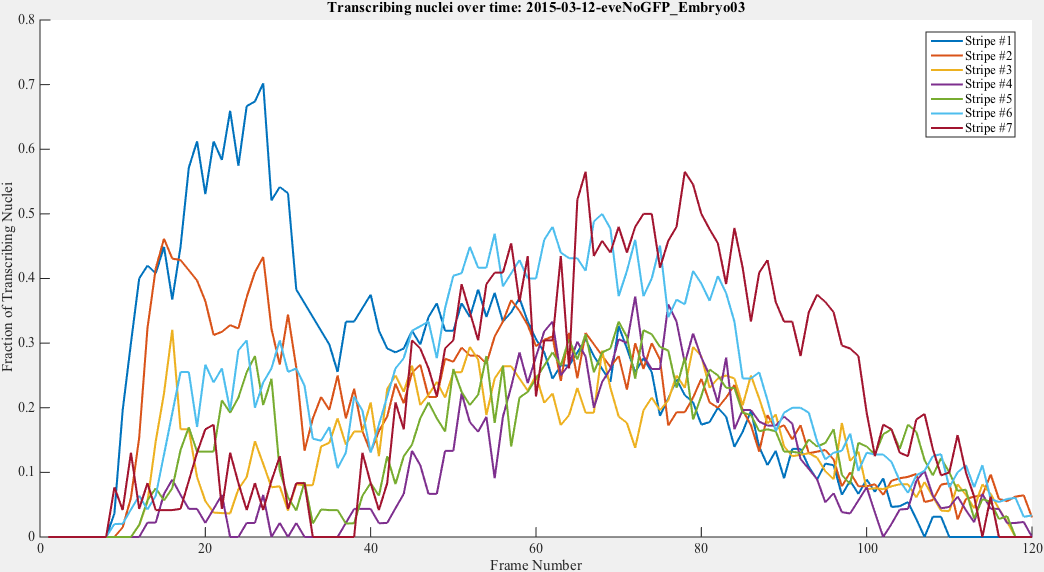 Transcribing nuclei over time: 2015-03-12-eveNoGFP_Embryo03
0.8
0.7
0.6
0.5
0.4
0.3
0.2
0.1
0
Fraction of Transcribing Nuclei
Stripe #1
Stripe #2
Stripe #3
Stripe #4
Stripe #5
Stripe #6
Stripe #7
0 20 40 60 80 100 120
Frame Number